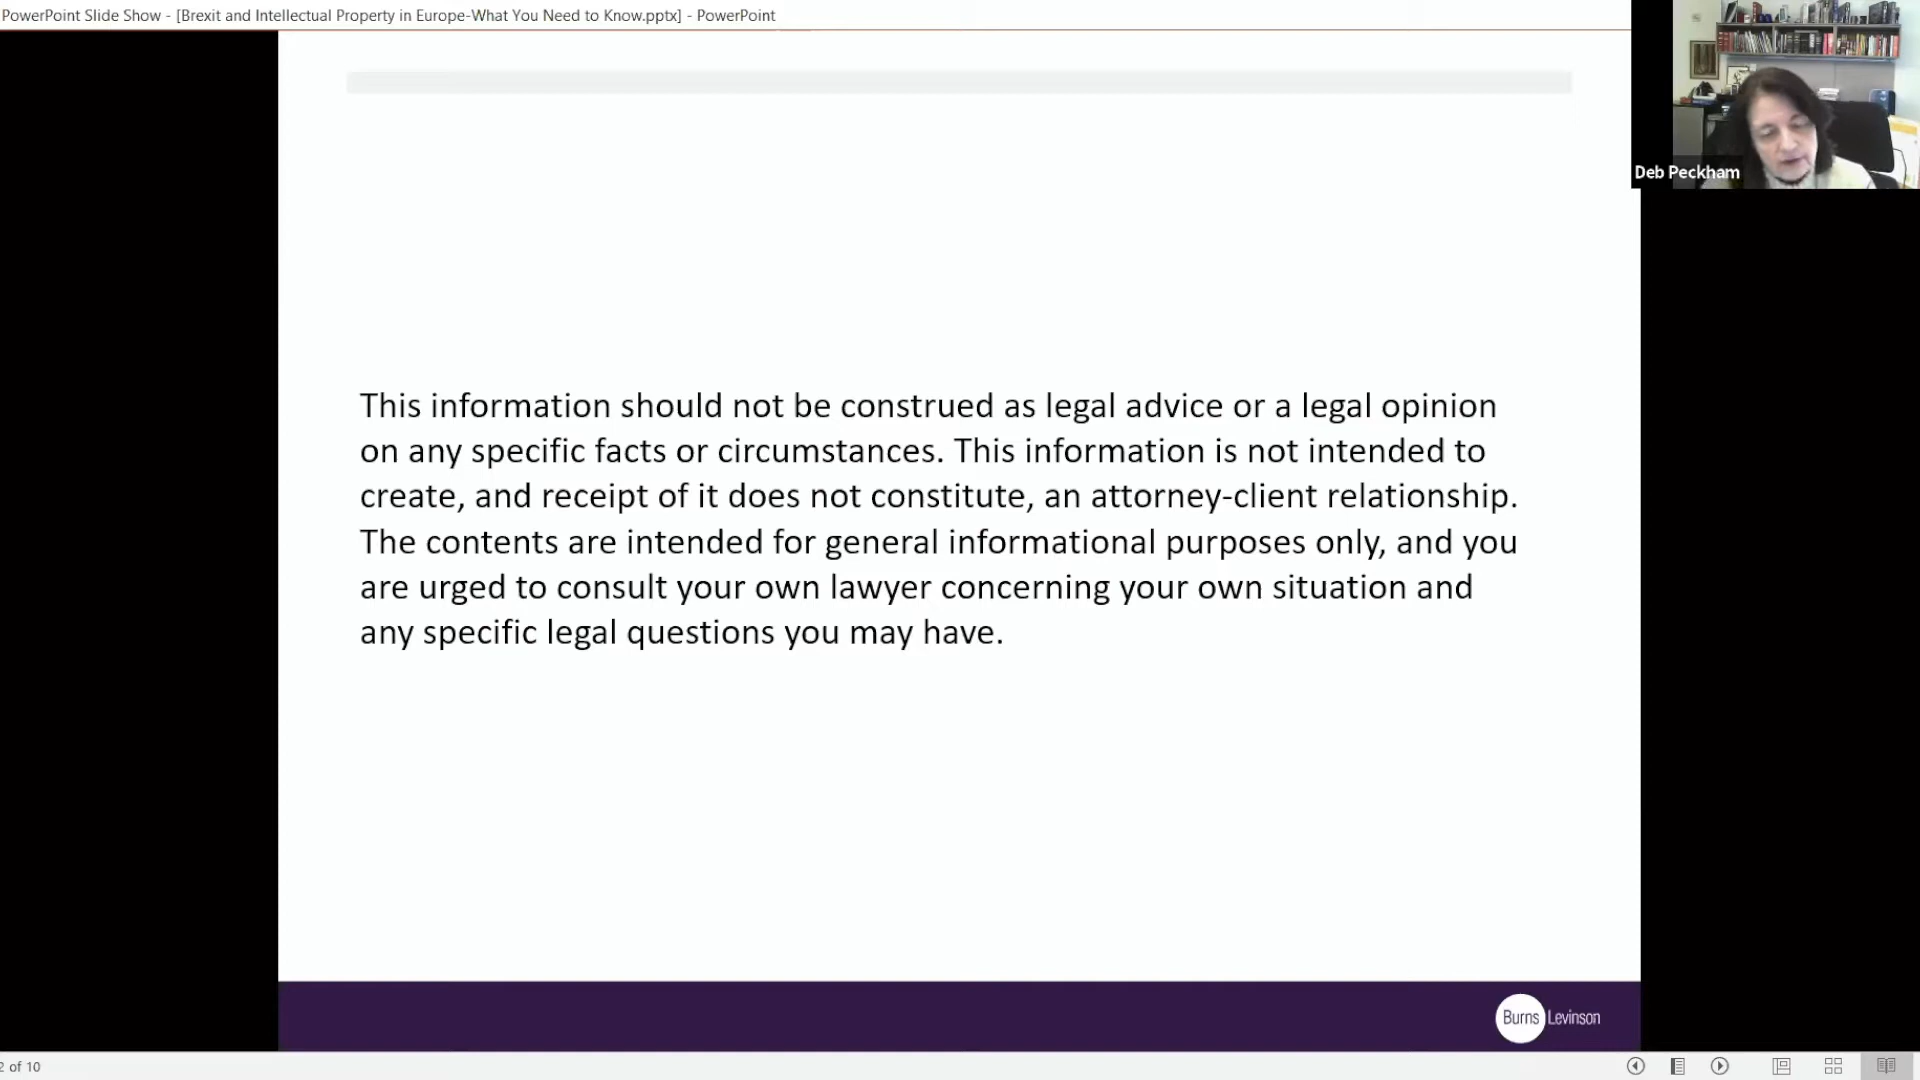 PowerPoint Slide Show - [Brexit and Intellectual Property in Europe-What You Need to Know.pptx] - PowerPoint
Deb Peckham
This information should not be construed as legal advice or a legal opinion
on any specific facts or circumstances. This information is not intended to
create, and receipt of it does not constitute, an attorney-client relationship.
The contents are intended for general informational purposes only, and you
are urged to consult your own lawyer concerning your own situation and
any specific legal questions you may have.
Burns Levinson
2 of 10